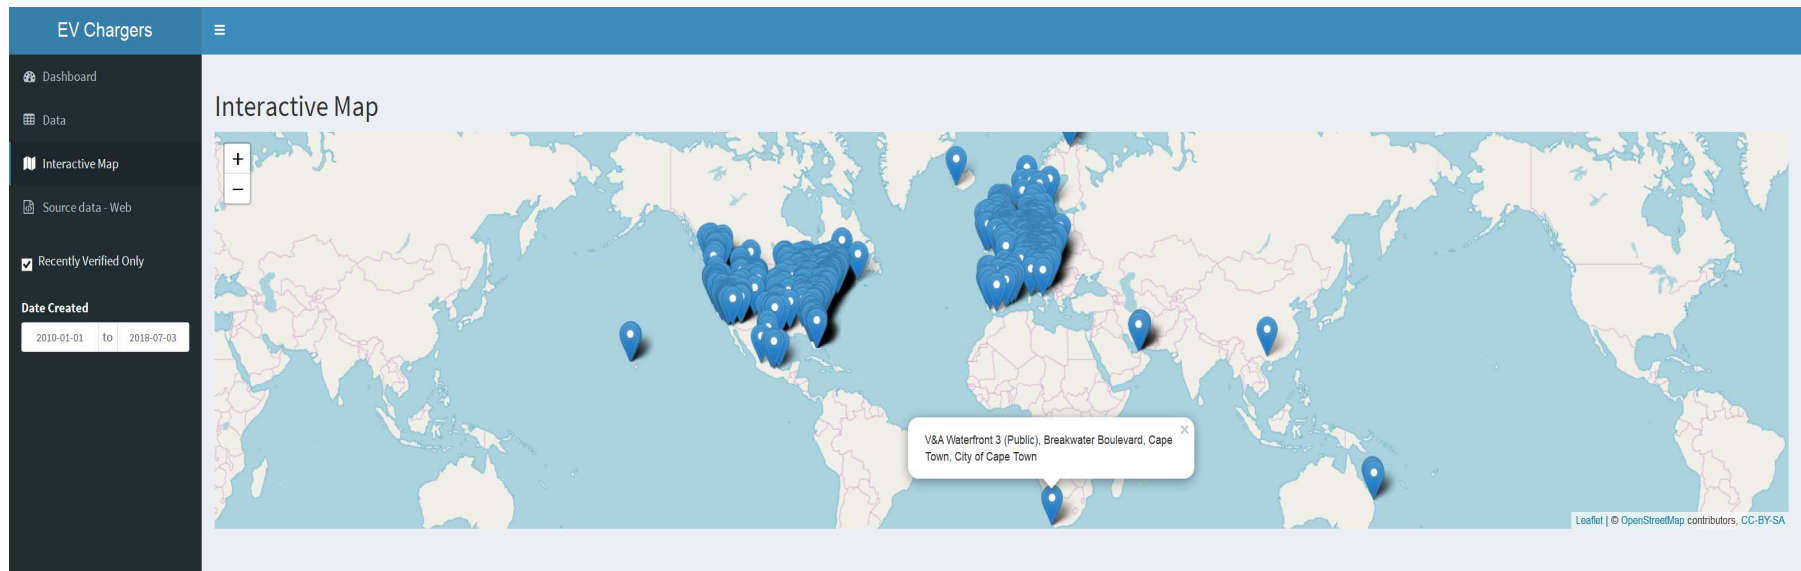 EV Chargers
Dashboard
Data
Interactive Map
Source data - Web
Recently Verified Only
Date Created
2010-01-01 to 2018-07-03
Interactive Map
+
−
V&A Waterfront 3 (Public), Breakwater Boulevard, Cape
Town, City of Cape Town
×
Leaflet | © OpenStreetMap contributors, CC-BY-SA